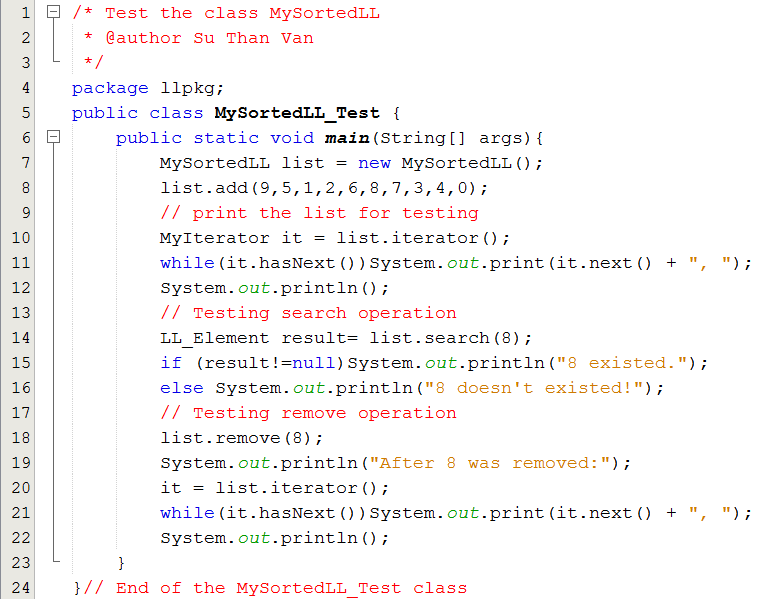 1 /* Test the class MySortedLL
2 * @author Su Than Van
3 */
4 package llpkg;
5 public class MySortedLL_Test {
6 public static void main(String[] args){
7 MySortedLL list = new MySortedLL();
8 list.add(9,5,1,2,6,8,7,3,4,0);
9 // print the list for testing
10 MyIterator it = list.iterator();
11 while(it.hasNext())System.out.print(it.next() + ", ");
12 System.out.println();
13 // Testing search operation
14 LL_Element result= list.search(8);
15 if (result!=null)System.out.println("8 existed.");
16 else System.out.println("8 doesn't existed!");
17 // Testing remove operation
18 list.remove(8);
19 System.out.println("After 8 was removed:");
20 it = list.iterator();
21 while(it.hasNext())System.out.print(it.next() + ", ");
22 System.out.println();
23 }
24 }// End of the MySortedLL_Test class